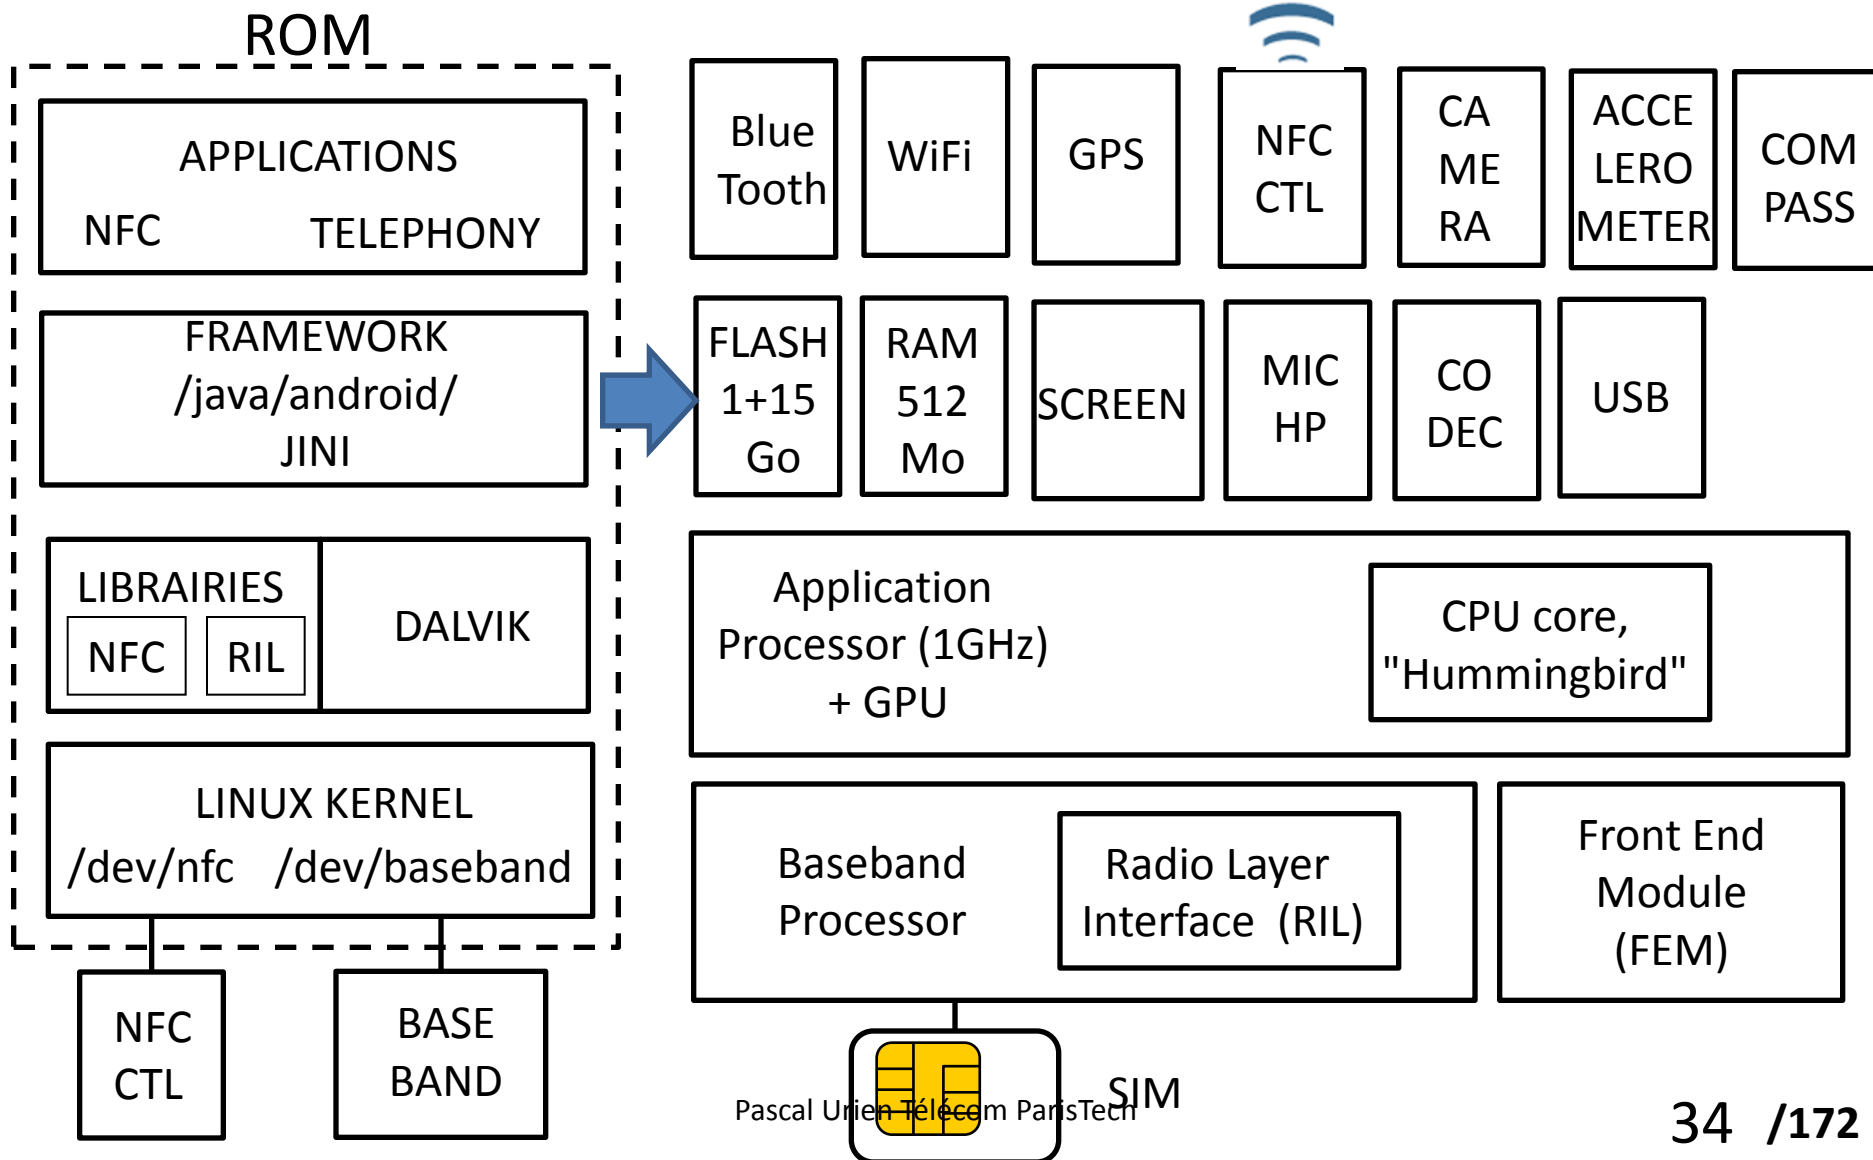 ROM
APPLICATIONS
NFC TELEPHONY
FRAMEWORK
/java/android/
JINI
LIBRAIRIES
NFC RIL
DALVIK
LINUX KERNEL
/dev/nfc /dev/baseband
NFC
CTL
BASE
BAND
Blue
Tooth
WiFi
GPS
NFC
CTL
CA
ME
RA
ACCE
LERO
METER
COM
PASS
FLASH
1+15
Go
RAM
512
Mo
SCREEN
MIC
HP
CO
DEC
USB
Application
Processor (1GHz)
+ GPU
CPU core,
"Hummingbird"
Baseband
Processor
Radio Layer
Interface (RIL)
Front End
Module
(FEM)
SIM
Pascal Urien Télécom ParisTech
34 /172